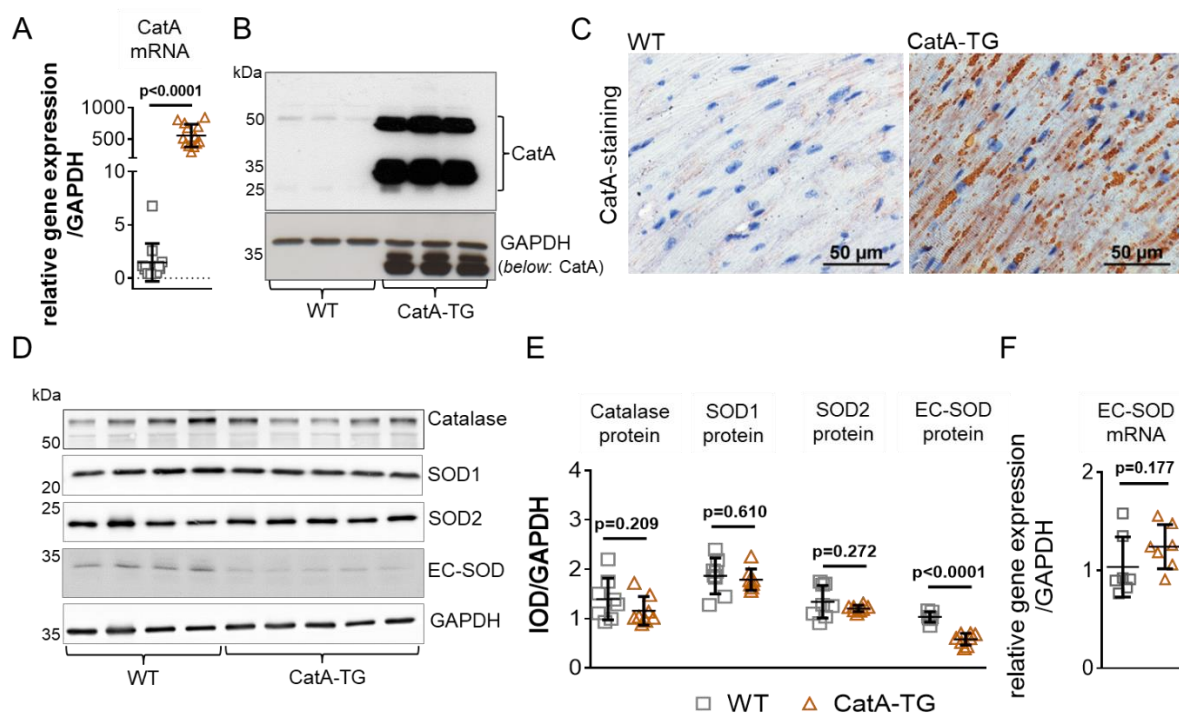 A
CatA
mRNA
p<0.0001
1000
500
5
0
relative gene expression
/GAPDH
B
kDa
50
35
25
CatA
35
GAPDH
(below: CatA)
WT
CatA-TG
C
WT
CatA-TG
CatA-staining
50 µm
50 µm
D
kDa
50
Catalase
20
SOD1
25
SOD2
35
EC-SOD
35
GAPDH
WT
CatA-TG
E
Catalase
protein
SOD1
protein
SOD2
protein
EC-SOD
protein
IOD/GAPDH
4
3
2
1
0
p=0.209
p=0.610
p=0.272
p<0.0001
WT
CatA-TG
F
EC-SOD
mRNA
p=0.177
2
1
0
relative gene expression
/GAPDH